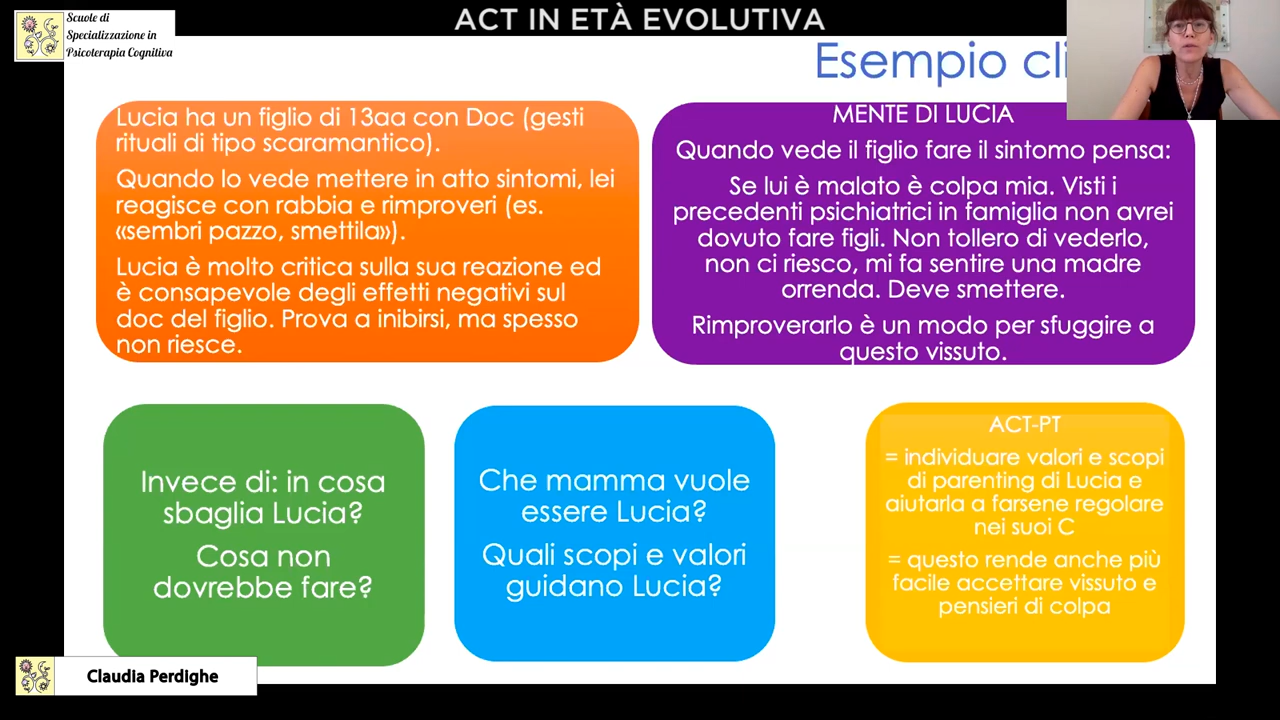 Scuole di
Specializzazione in
Psicoterapia Cognitiva
ACT IN ETÀ EVOLUTIVA
Esempio cli
Lucia ha un figlio di 13aa con Doc (gesti
rituali di tipo scaramantico).
Quando lo vede mettere in atto sintomi, lei
reagisce con rabbia e rimproveri (es.
«sembri pazzo, smettila»).
Lucia è molto critica sulla sua reazione ed
è consapevole degli effetti negativi sul
doc del figlio. Prova a inibirsi, ma spesso
non riesce.
MENTE DI LUCIA
Quando vede il figlio fare il sintomo pensa:
Se lui è malato è colpa mia. Visti i
precedenti psichiatrici in famiglia non avrei
dovuto fare figli. Non tollero di vederlo,
non ci riesco, mi fa sentire una madre
orrenda. Deve smettere.
Rimproverarlo è un modo per sfuggire a
questo vissuto.
Invece di: in cosa
sbaglia Lucia?
Cosa non
dovrebbe fare?
Che mamma vuole
essere Lucia?
Quali scopi e valori
guidano Lucia?
ACT-PT
= individuare valori e scopi
di parenting di Lucia e
aiutarla a farsene regolare
nei suoi C
= questo rende anche più
facile accettare vissuto e
pensieri di colpa
Claudia Perdighe